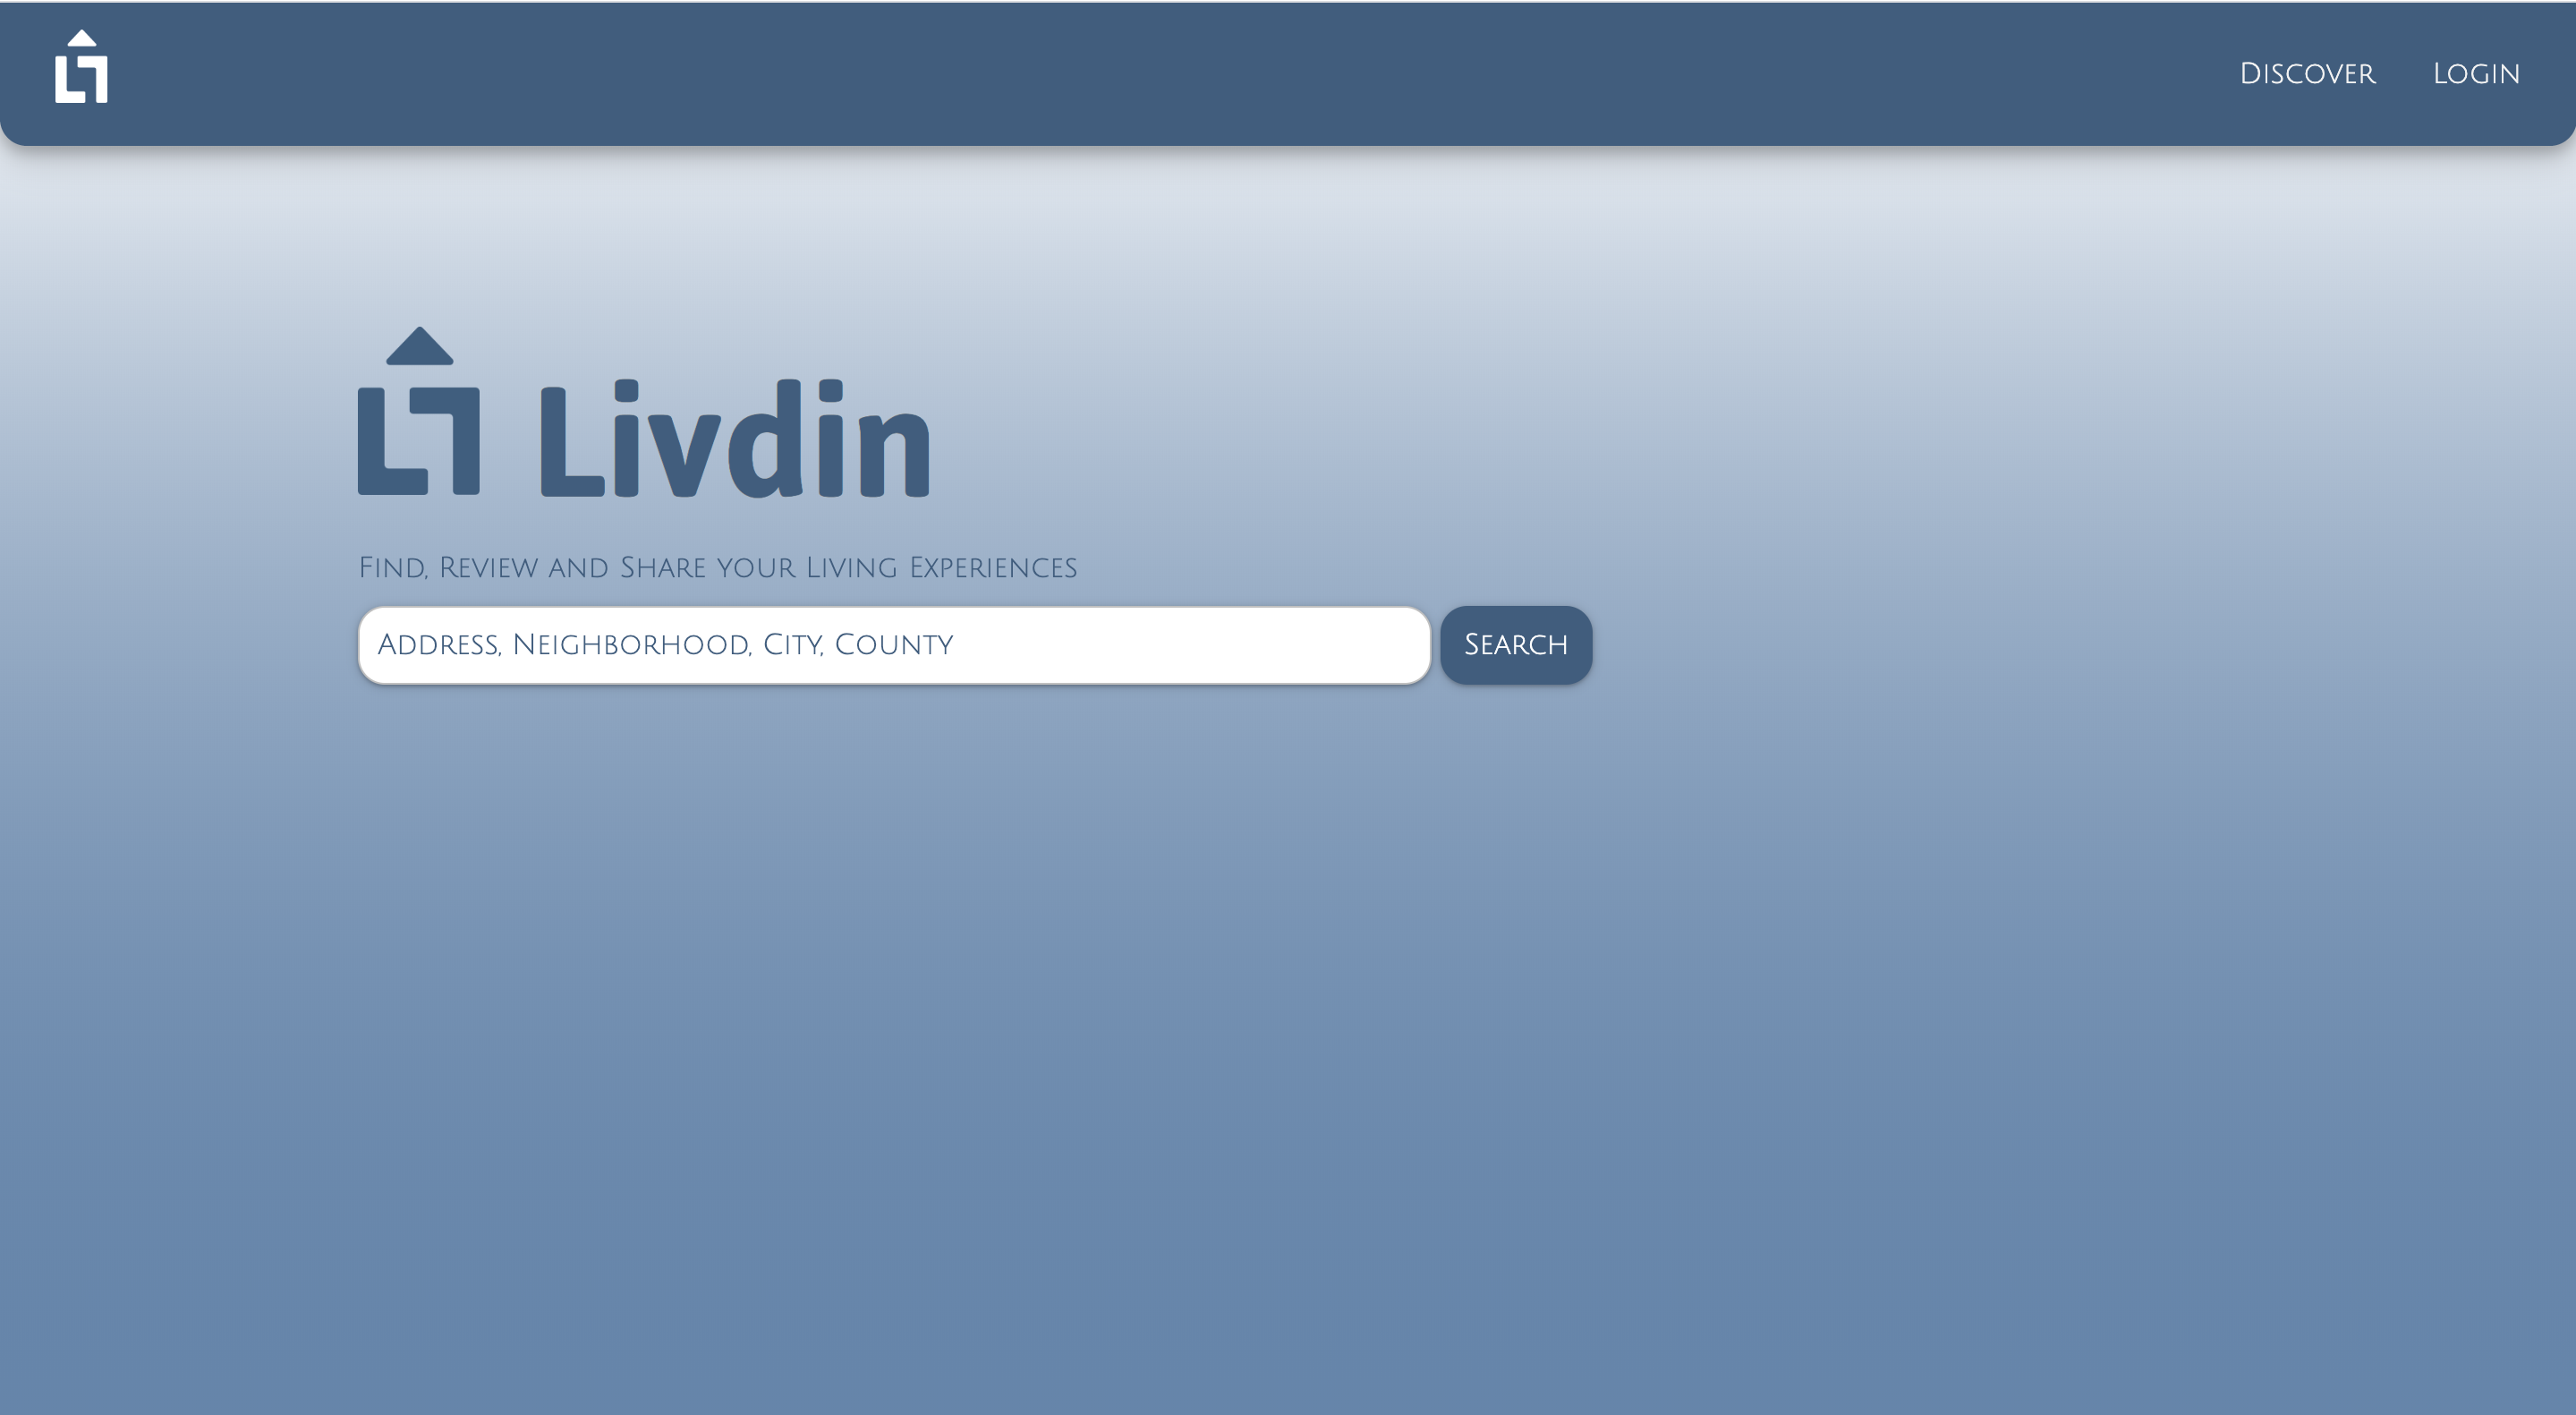 Discover Login
Livdin
Find, Review and Share your Living Experiences
Address, Neighborhood, City, County
Search